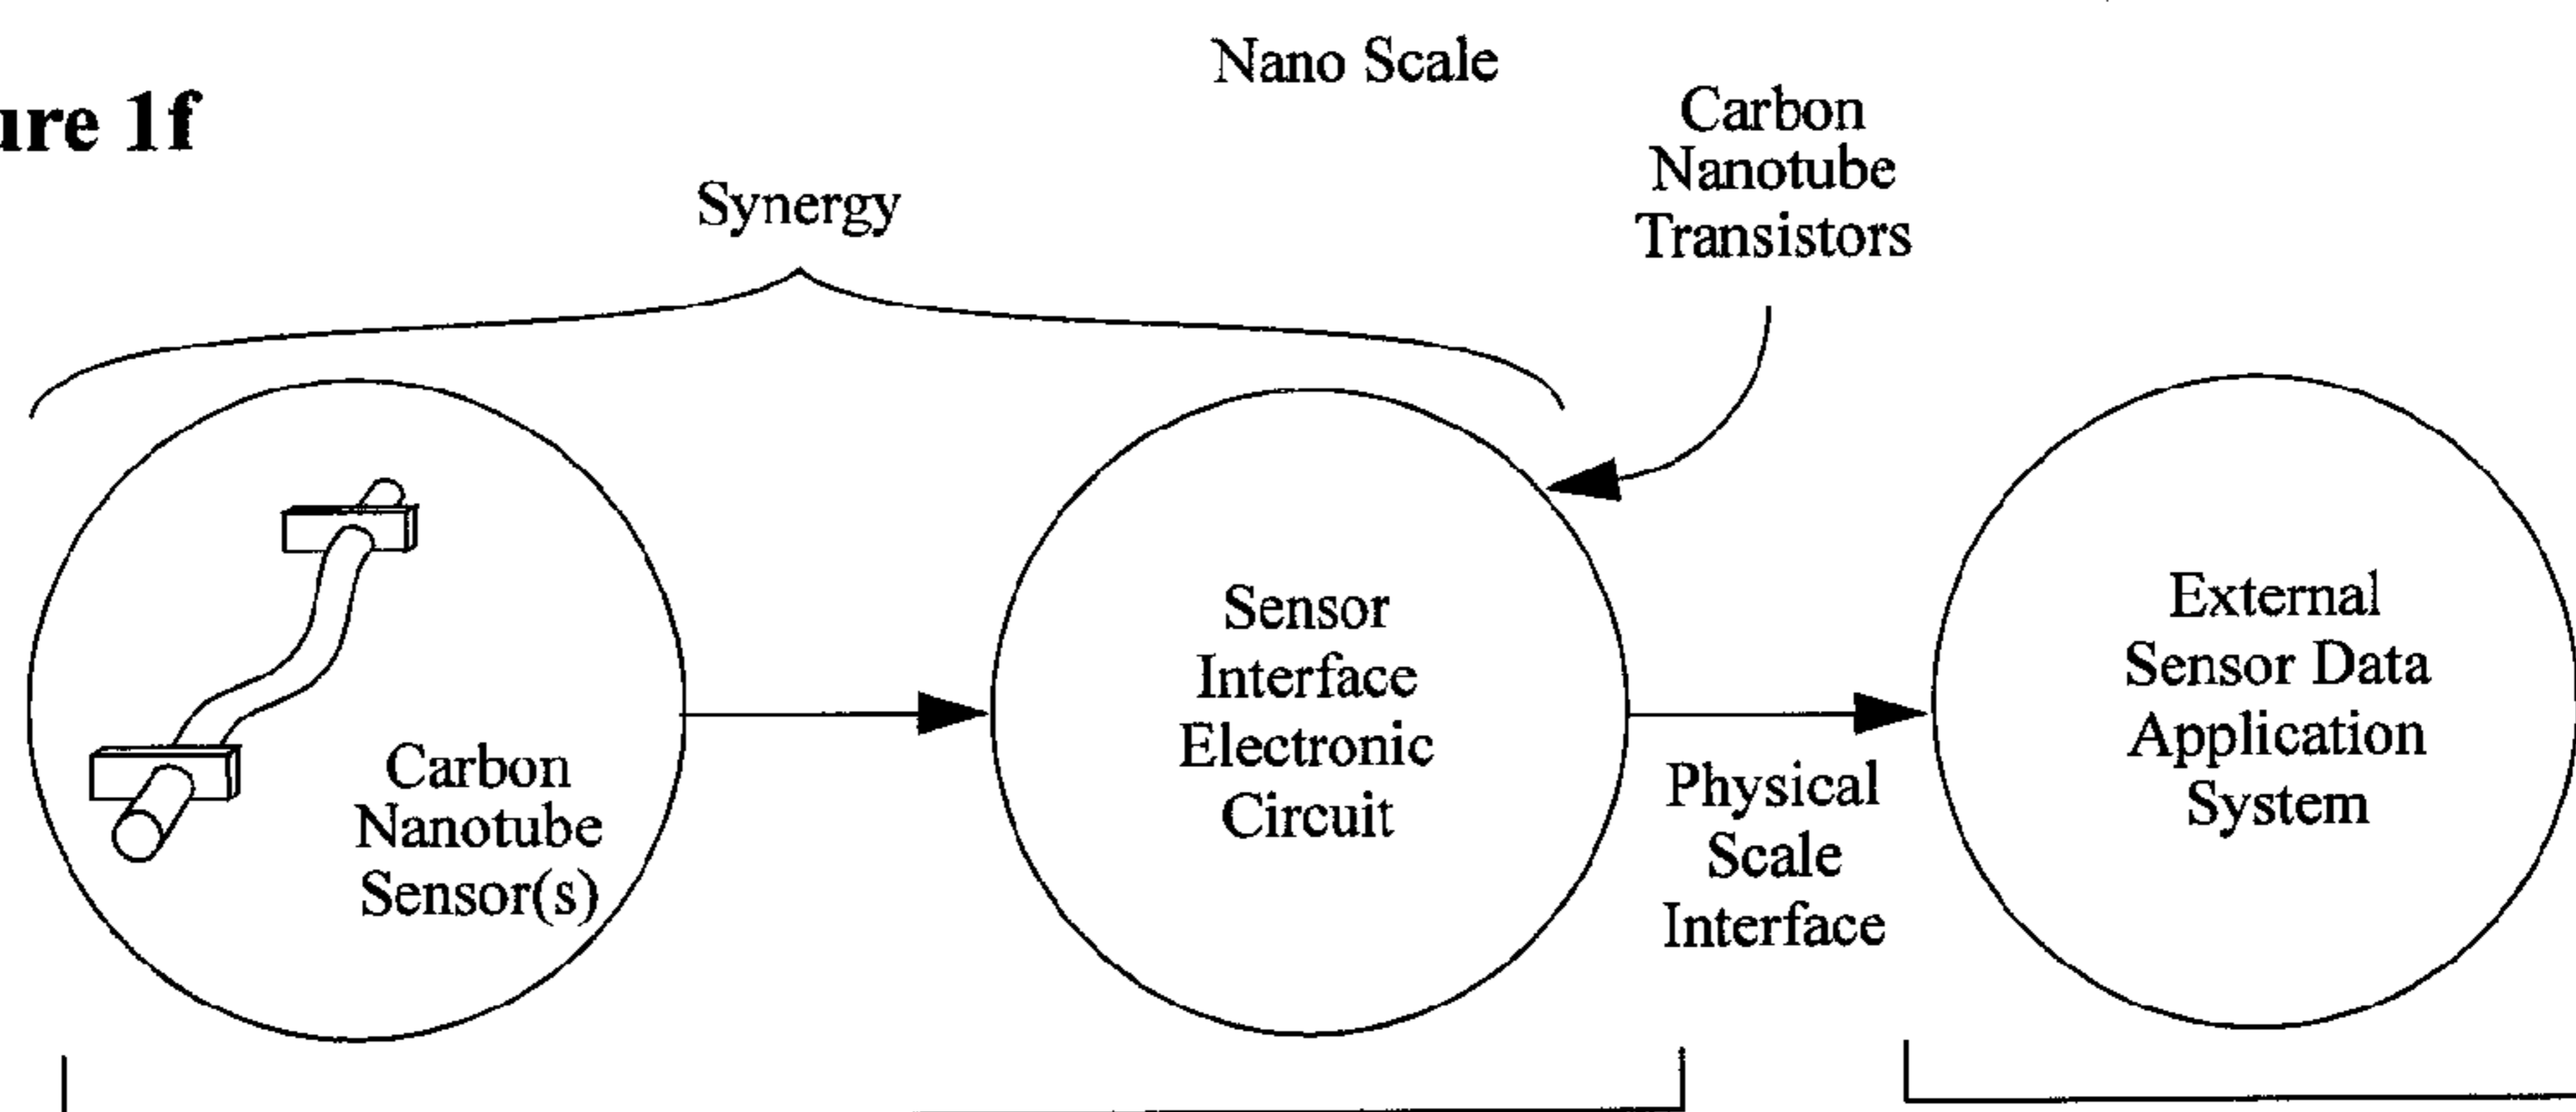 Nano Scale
ure 1f
Synergy
Carbon
Nanotube
Transistors
Carbon
Nanotube
Sensor(s)
Sensor
Interface
Electronic
Circuit
Physical
Scale
Interface
External
Sensor Data
Application
System